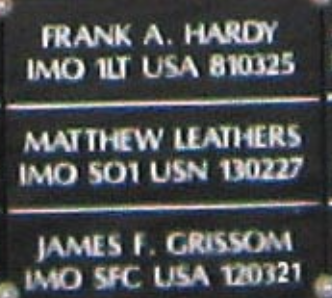 FRANK A. HARDY
IMO 1LT USA 810325
MATTHEW LEATHERS
IMO SO1 USN 130227
JAMES F. GRISSOM
IMO SFC USA 120321